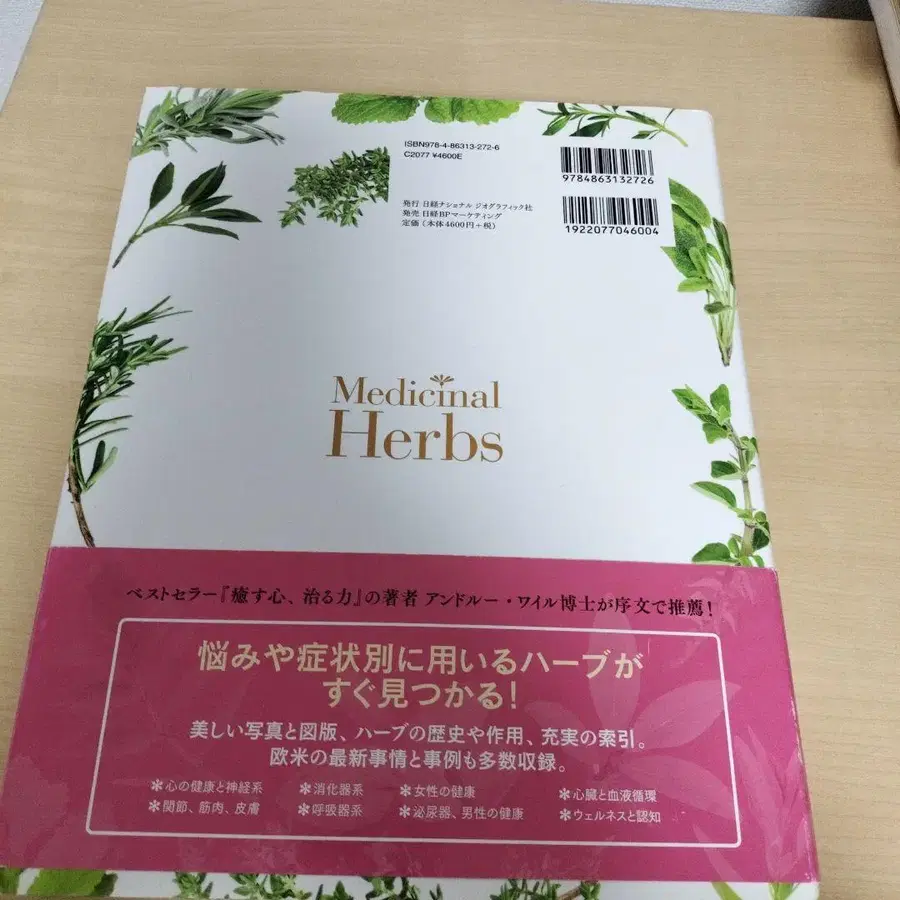 ISBN978-4-86313-272-6
C2077 ¥4600E
9784863132726
発行 日経ナショナル ジオグラフィック社
発売 日経BPマーケティング
定価（本体4600円+税）
1922077046004
Medicinal
Herbs
ベストセラー『癒す心、治る力』の著者 アンドルー・ワイル博士が序文で推薦！
悩みや症状別に用いるハーブが
すぐ見つかる！
美しい写真と図版、ハーブの歴史や作用、充実の索引。
欧米の最新事情と事例も多数収録。
＊心の健康と神経系 ＊消化器系 ＊女性の健康 ＊心臓と血液循環
＊関節、筋肉、皮膚 ＊呼吸器系 ＊泌尿器、男性の健康 ＊ウェルネスと認知